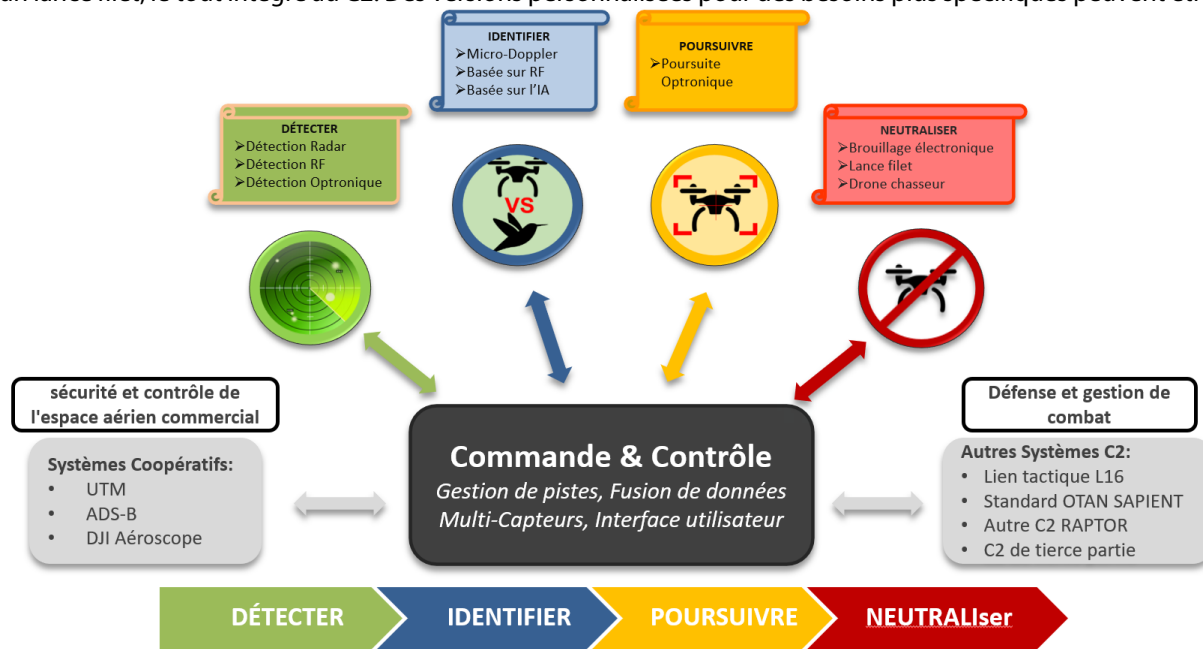 IDENTIFIER
➢Micro-Doppler
➢Basée sur RF
➢Basée sur l'IA
POURSUIVRE
➢Poursuite
Optronique
DÉTECTER
➢Détection Radar
➢Détection RF
➢Détection Optronique
NEUTRALISER
➢Brouillage électronique
➢Lance filet
➢Drone chasseur
VS
sécurité et contrôle de
l'espace aérien commercial
Systèmes Coopératifs:
• UTM
• ADS-B
• DJI Aéroscope
Commande & Contrôle
Gestion de pistes, Fusion de données
Multi-Capteurs, Interface utilisateur
Défense et gestion de
combat
Autres Systèmes C2:
• Lien tactique L16
• Standard OTAN SAPIENT
• Autre C2 RAPTOR
• C2 de tierce partie
DÉTECTER
IDENTIFIER
POURSUIVRE
NEUTRALIser